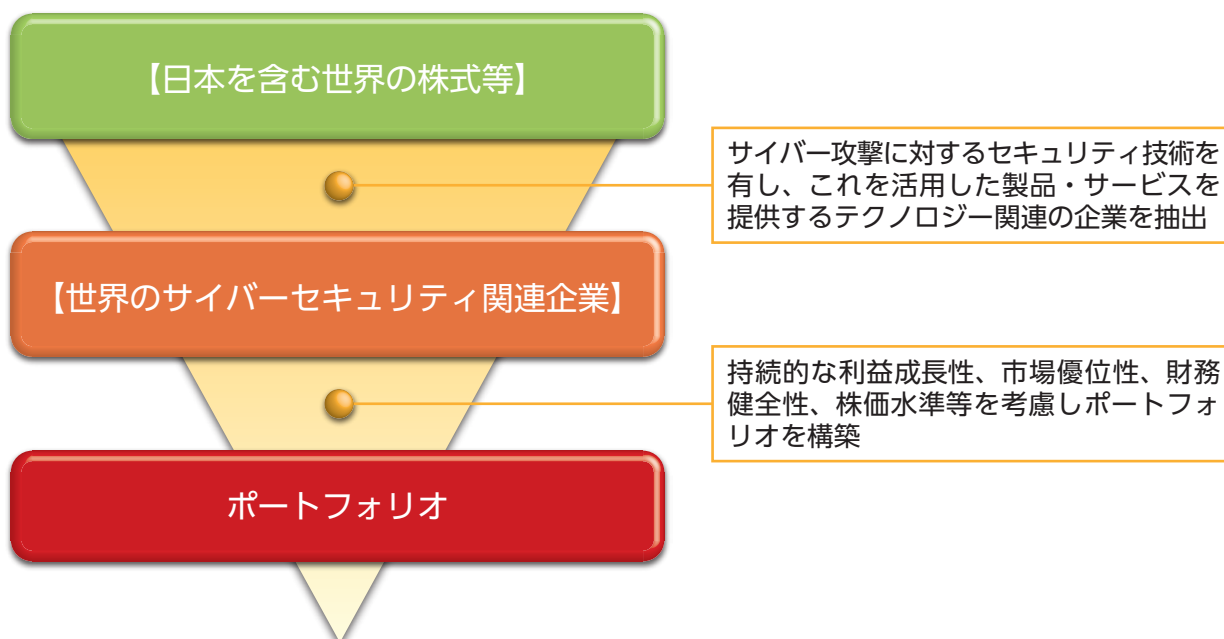 【日本を含む世界の株式等】
サイバー攻撃に対するセキュリティ技術を
有し、これを活用した製品・サービスを
提供するテクノロジー関連の企業を抽出
【世界のサイバーセキュリティ関連企業】
持続的な利益成長性、市場優位性、財務
健全性、株価水準等を考慮しポートフォ
リオを構築
ポートフォリオ